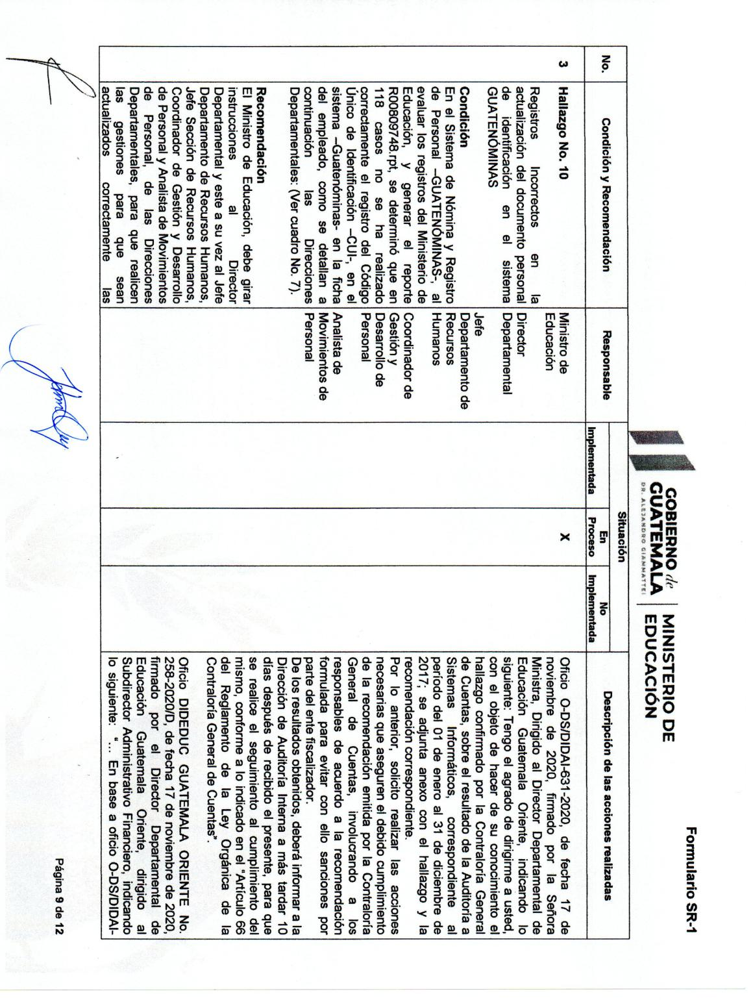 Formulario SR-1
GOBIERNO de
GUATEMALA
DR. ALEJANDRO GIAMMATTEI
MINISTERIO DE
EDUCACIÓN
No.
Condición y Recomendación
Responsable
Situación
Implementada
En
Proceso
No
Implementada
Descripción de las acciones realizadas
3
Hallazgo No. 10
Registros Incorrectos en la
actualización del documento personal
de identificación en el sistema
GUATENÓMINAS
Condición
En el Sistema de Nómina y Registro
de Personal –GUATENÓMINAS-, al
evaluar los registros del Ministerio de
Educación, y generar el reporte
R00809748.rpt, se determinó que en
118 casos no se ha realizado
correctamente el registro del Código
Único de Identificación –CUI-, en el
sistema –Guatenóminas- en la ficha
del empleado, como se detallan a
continuación las Direcciones
Departamentales: (Ver cuadro No. 7).
Recomendación
El Ministro de Educación, debe girar
instrucciones al Director
Departamental y este a su vez al Jefe
Departamento de Recursos Humanos,
Jefe Sección de Recursos Humanos,
Coordinador de Gestión y Desarrollo
de Personal y Analista de Movimientos
de Personal, de las Direcciones
Departamentales, para que realicen
las gestiones para que sean
actualizados correctamente las
Ministro de
Educación
Director
Departamental
Jefe
Departamento de
Recursos
Humanos
Coordinador de
Gestión y
Desarrollo de
Personal
Analista de
Movimientos de
Personal
X
Oficio O-DS/DIDAI-631-2020, de fecha 17 de
noviembre de 2020, firmado por la Señora
Ministra, Dirigido al Director Departamental de
Educación Guatemala Oriente, indicando lo
siguiente: Tengo el agrado de dirigirme a usted,
con el objeto de hacer de su conocimiento el
hallazgo confirmado por la Contraloría General
de Cuentas, sobre el resultado de la Auditoría a
Sistemas Informáticos, correspondiente al
período del 01 de enero al 31 de diciembre de
2017; se adjunta anexo con el hallazgo y la
recomendación correspondiente.
Por lo anterior, solicito realizar las acciones
necesarias que aseguren el debido cumplimiento
de la recomendación emitida por la Contraloría
General de Cuentas, involucrando a los
responsables de acuerdo a la recomendación
formulada para evitar con ello sanciones por
parte del ente fiscalizador.
De los resultados obtenidos, deberá informar a la
Dirección de Auditoría Interna a más tardar 10
días después de recibido el presente, para que
se realice el seguimiento al cumplimiento del
mismo, conforme a lo indicado en el "Artículo 66
del Reglamento de la Ley Orgánica de la
Contraloría General de Cuentas".
Oficio DIDEDUC GUATEMALA ORIENTE No.
258-2020/D, de fecha 17 de noviembre de 2020,
firmado por el Director Departamental de
Educación Guatemala Oriente, dirigido al
Subdirector Administrativo Financiero, indicando
lo siguiente: "... En base a oficio O-DS/DIDAI-
Página 9 de 12